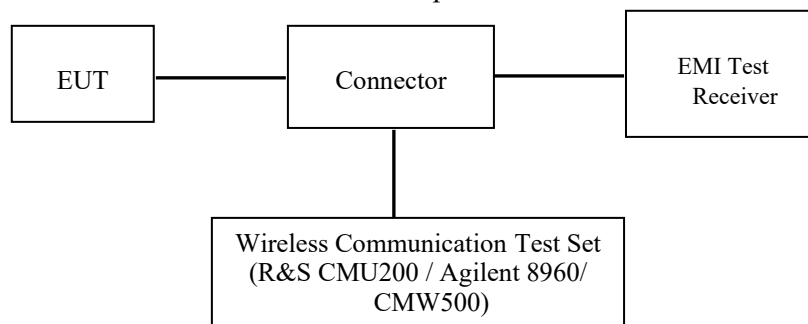 EUT
Connector
EMI Test
Receiver
Wireless Communication Test Set
(R&S CMU200 / Agilent 8960/
CMW500)